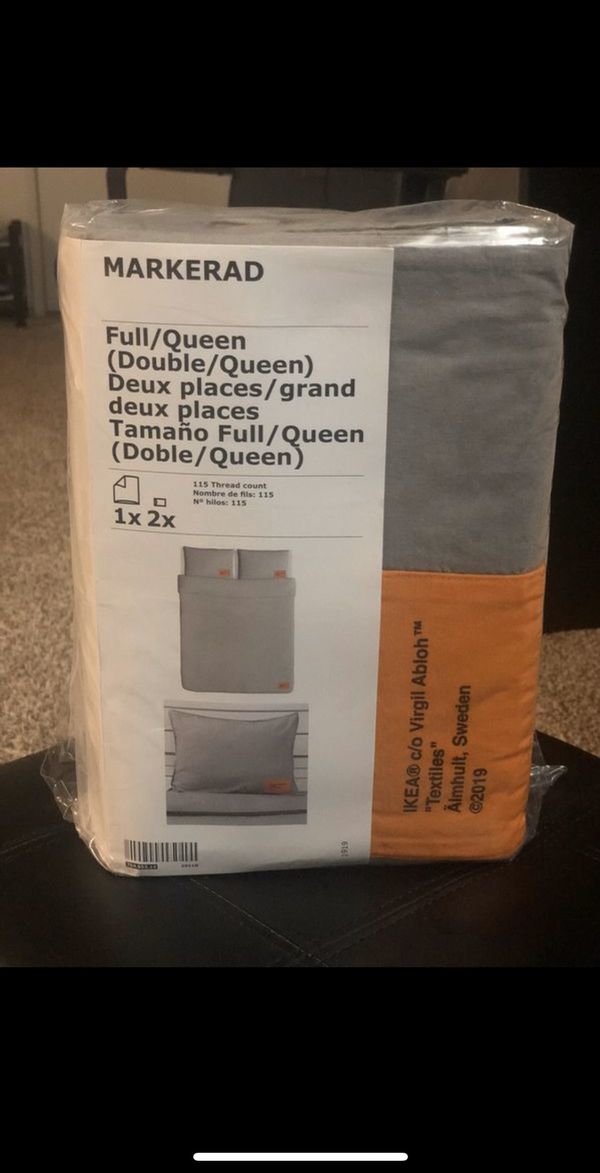 MARKERAD
Full/Queen
(Double/Queen)
Deux places/grand
deux places
Tamaño Full/Queen
(Doble/Queen)
115 Thread count
Nombre de fils: 115
Nº hilos: 115
1x 2x
IKEA® c/o Virgil Abloh™
"Textiles"
Älmhult, Sweden
©2019
1919